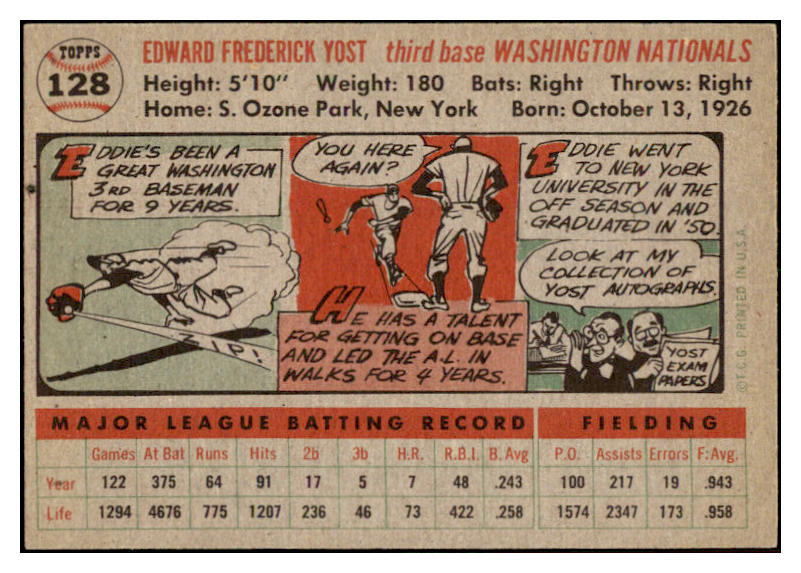 TOPPS
128
EDWARD FREDERICK YOST third base WASHINGTON NATIONALS
Height: 5'10" Weight: 180 Bats: Right Throws: Right
Home: S. Ozone Park, New York Born: October 13, 1926
EDDIE'S BEEN A
GREAT WASHINGTON
3RD BASEMAN
FOR 9 YEARS.
ZIP!
YOU HERE
AGAIN?
!
HE HAS A TALENT
FOR GETTING ON BASE
AND LED THE A.L. IN
WALKS FOR 4 YEARS.
EDDIE WENT
TO NEW YORK
UNIVERSITY IN THE
OFF SEASON AND
GRADUATED IN '50.
LOOK AT MY
COLLECTION OF
YOST AUTOGRAPHS.
YOST
EXAM
PAPERS
© T.C.G. PRINTED IN U.S.A.
MAJOR LEAGUE BATTING RECORD FIELDING
Games At Bat Runs Hits 2b 3b H.R. R.B.I. B. Avg P.O. Assists Errors F. Avg.
Year 122 375 64 91 17 5 7 48 .243 100 217 19 .943
Life 1294 4676 775 1207 236 46 73 422 .258 1574 2347 173 .958